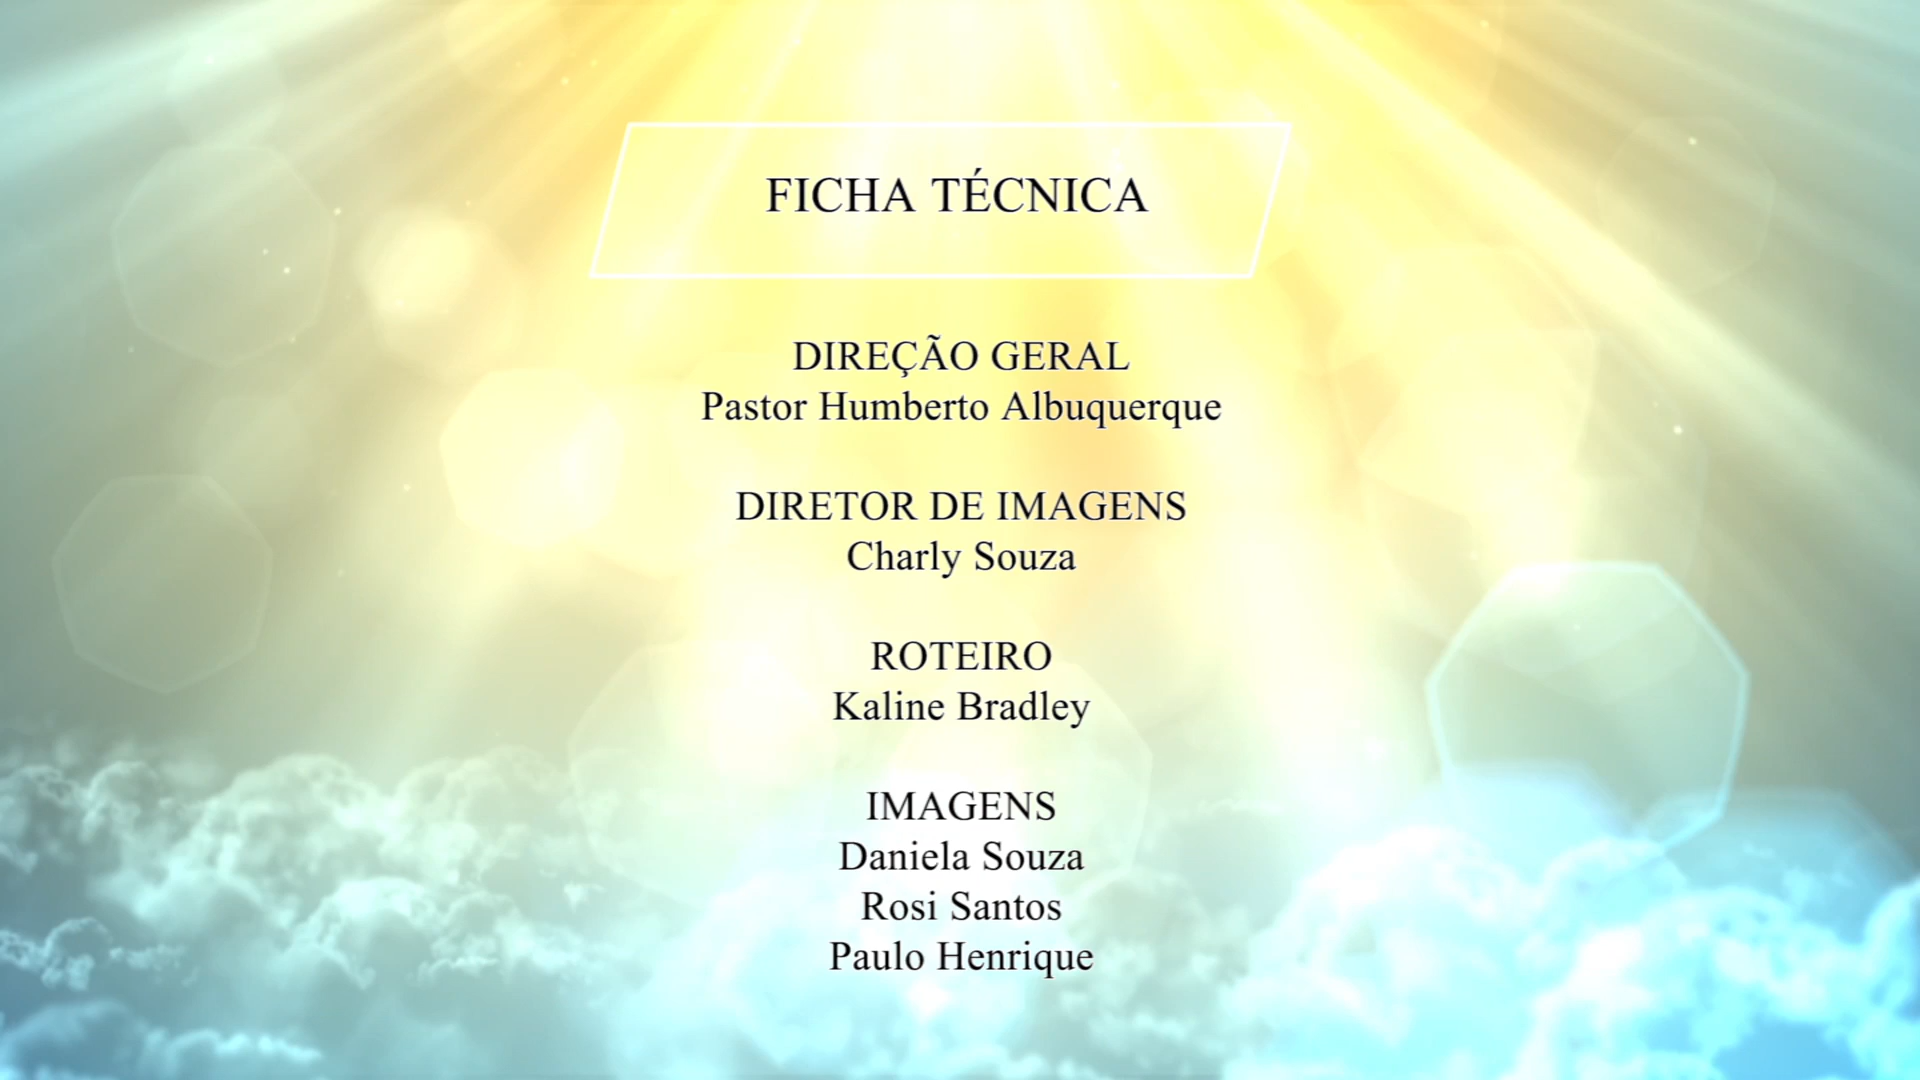 FICHA TÉCNICA
DIREÇÃO GERAL
Pastor Humberto Albuquerque
DIRETOR DE IMAGENS
Charly Souza
ROTEIRO
Kaline Bradley
IMAGENS
Daniela Souza
Rosi Santos
Paulo Henrique